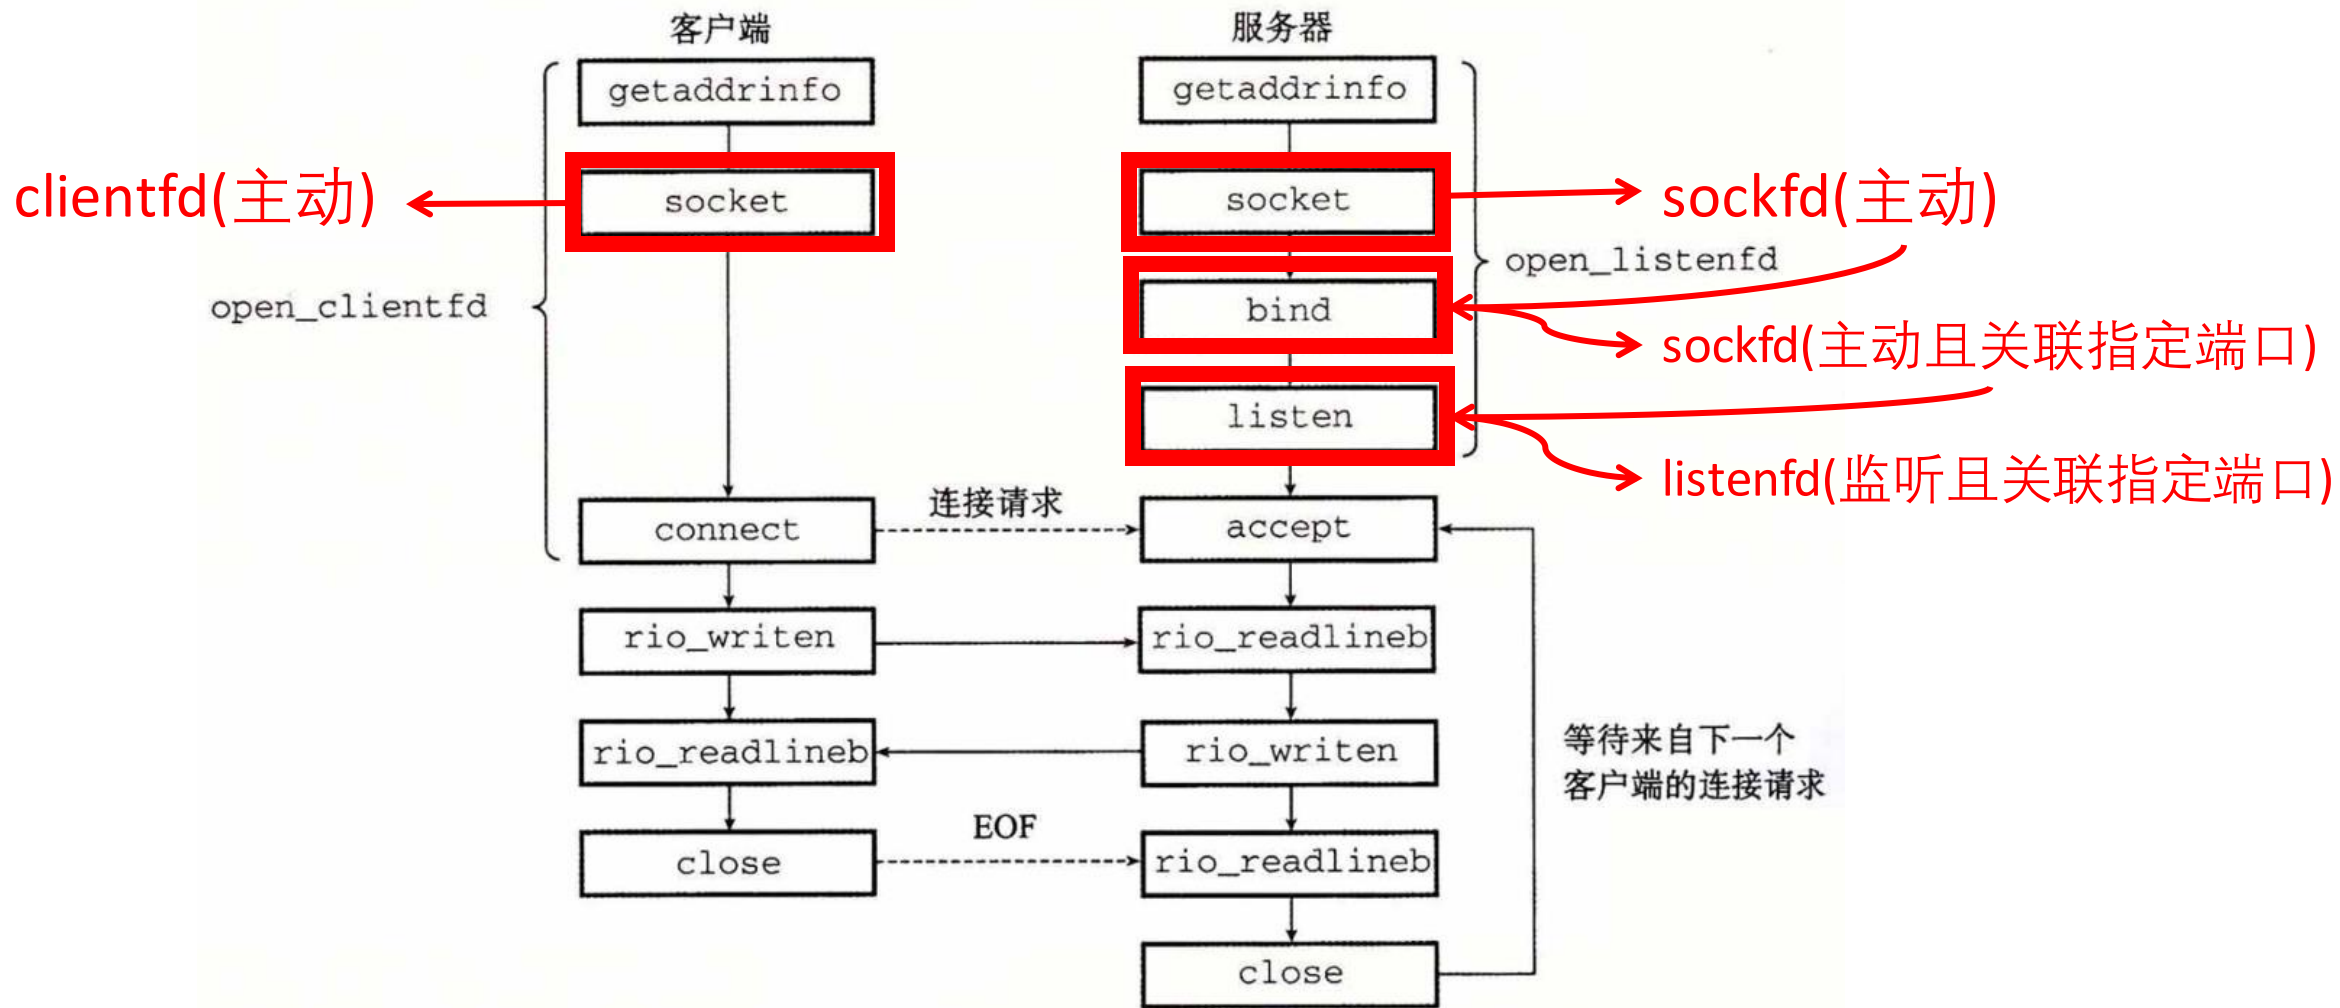 客户端
服务器
getaddrinfo
getaddrinfo
clientfd(主动)
socket
socket
sockfd(主动)
open_listenfd
open_clientfd
bind
sockfd(主动且关联指定端口)
listen
listenfd(监听且关联指定端口)
连接请求
connect
accept
rio_writen
rio_readlineb
rio_readlineb
rio_writen
等待来自下一个
客户端的连接请求
EOF
close
rio_readlineb
close